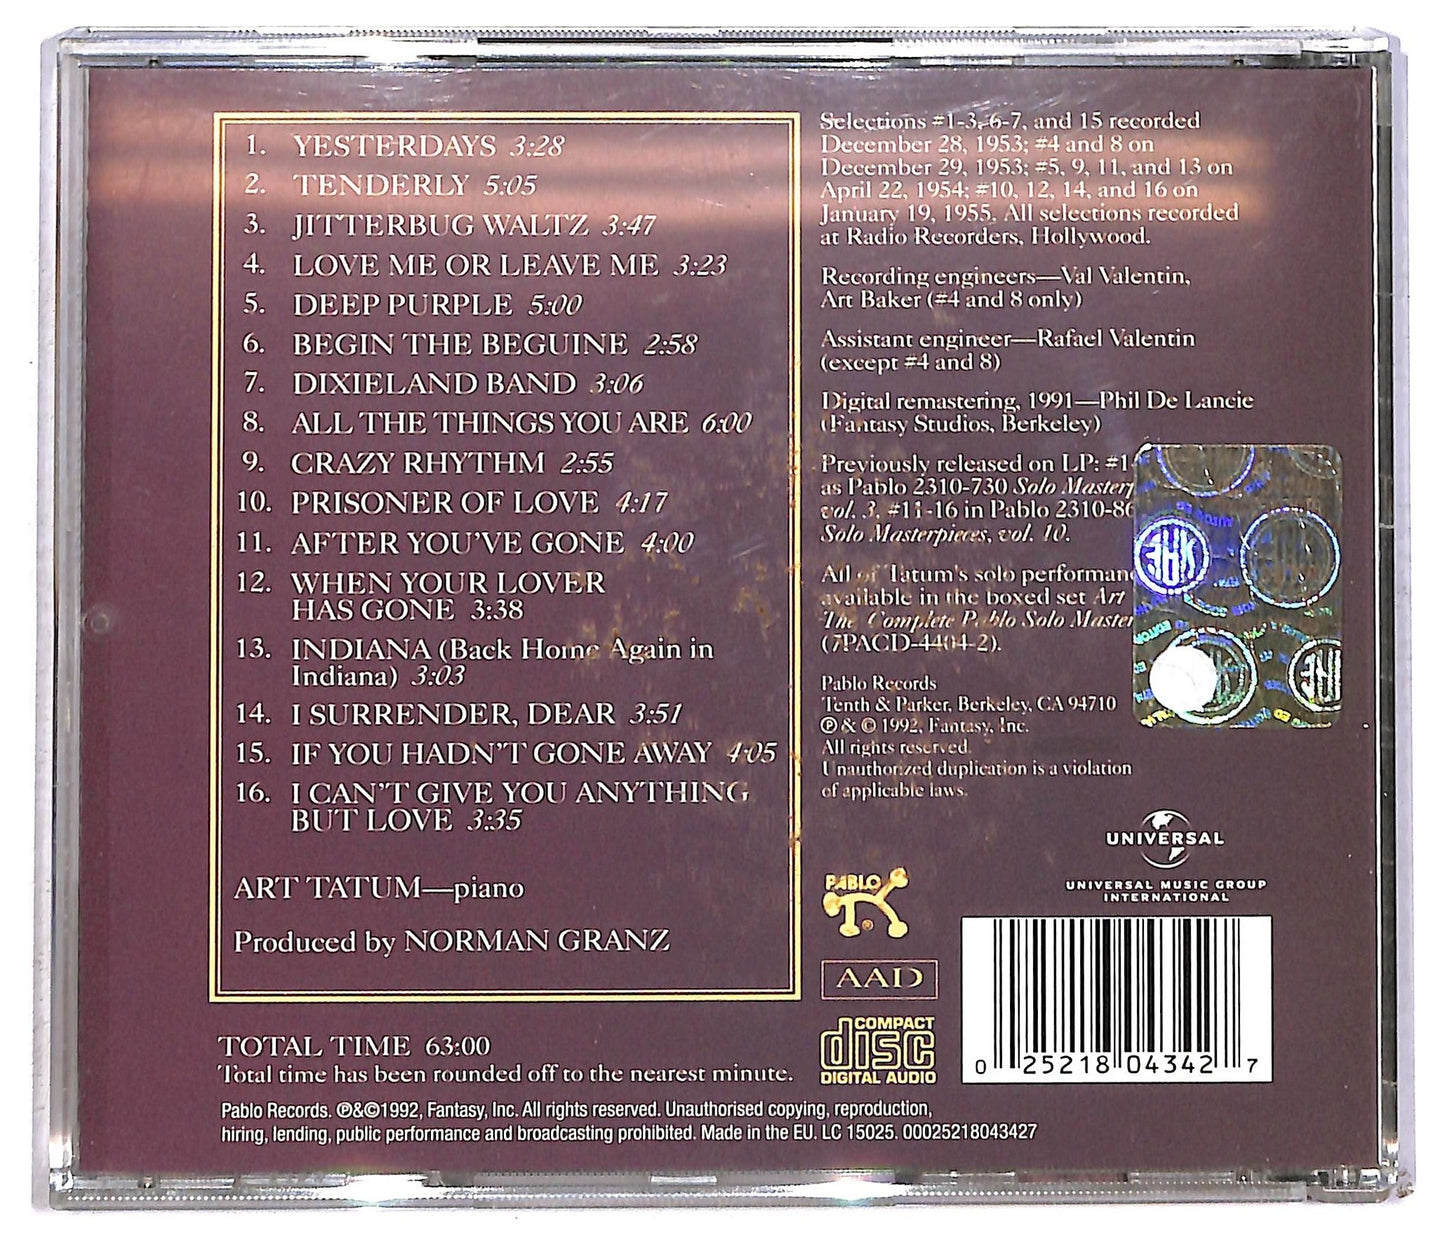 1. YESTERDAYS 3:28
2. TENDERLY 5:05
3. JITTERBUG WALTZ 3:47
4. LOVE ME OR LEAVE ME 3:23
5. DEEP PURPLE 5:00
6. BEGIN THE BEGUINE 2:58
7. DIXIELAND BAND 3:06
8. ALL THE THINGS YOU ARE 6:00
9. CRAZY RHYTHM 2:55
10. PRISONER OF LOVE 4:17
11. AFTER YOU'VE GONE 4:00
12. WHEN YOUR LOVER
HAS GONE 3:38
13. INDIANA (Back Home Again in
Indiana) 3:03
14. I SURRENDER, DEAR 3:51
15. IF YOU HADN'T GONE AWAY 4:05
16. I CAN'T GIVE YOU ANYTHING
BUT LOVE 3:35
ART TATUM—piano
Produced by NORMAN GRANZ
TOTAL TIME 63:00
Total time has been rounded off to the nearest minute.
Selections #1-3, 6-7, and 15 recorded
December 28, 1953; #4 and 8 on
December 29, 1953; #5, 9, 11, and 13 on
April 22, 1954; #10, 12, 14, and 16 on
January 19, 1955. All selections recorded
at Radio Recorders, Hollywood.
Recording engineers—Val Valentin,
Art Baker (#4 and 8 only)
Assistant engineer—Rafael Valentin
(except #4 and 8)
Digital remastering, 1991—Phil De Lancie
(Fantasy Studios, Berkeley)
Previously released on LP: #1-
as Pablo 2310-730 Solo Masterp
vol. 3. #11-16 in Pablo 2310-86
Solo Masterpieces, vol. 10.
All of Tatum's solo performan
available in the boxed set Art
The Complete Pablo Solo Master
(7PACD-4404-2).
Pablo Records
Tenth & Parker, Berkeley, CA 94710
℗ & © 1992, Fantasy, Inc.
All rights reserved.
Unauthorized duplication is a violation
of applicable laws.
UNIVERSAL
UNIVERSAL MUSIC GROUP
INTERNATIONAL
PABLO
®
AAD
COMPACT
disc
DIGITAL AUDIO
0 25218 04342 7
Pablo Records. ℗&©1992, Fantasy, Inc. All rights reserved. Unauthorised copying, reproduction,
hiring, lending, public performance and broadcasting prohibited. Made in the EU. LC 15025. 00025218043427